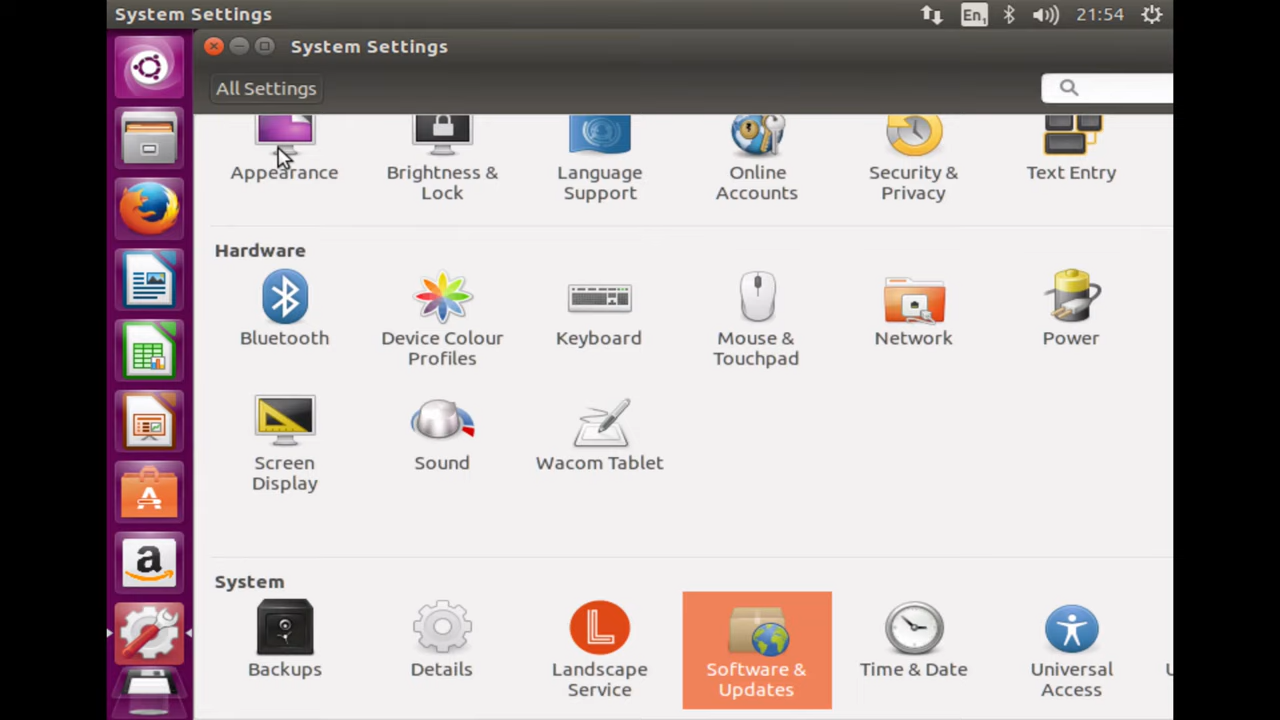 System Settings
En1
21:54
System Settings
All Settings
Appearance
Brightness &
Lock
Language
Support
Online
Accounts
Security &
Privacy
Text Entry
Hardware
Bluetooth
Device Colour
Profiles
Keyboard
Mouse &
Touchpad
Network
Power
Screen
Display
Sound
Wacom Tablet
System
Backups
Details
Landscape
Service
Software &
Updates
Time & Date
Universal
Access